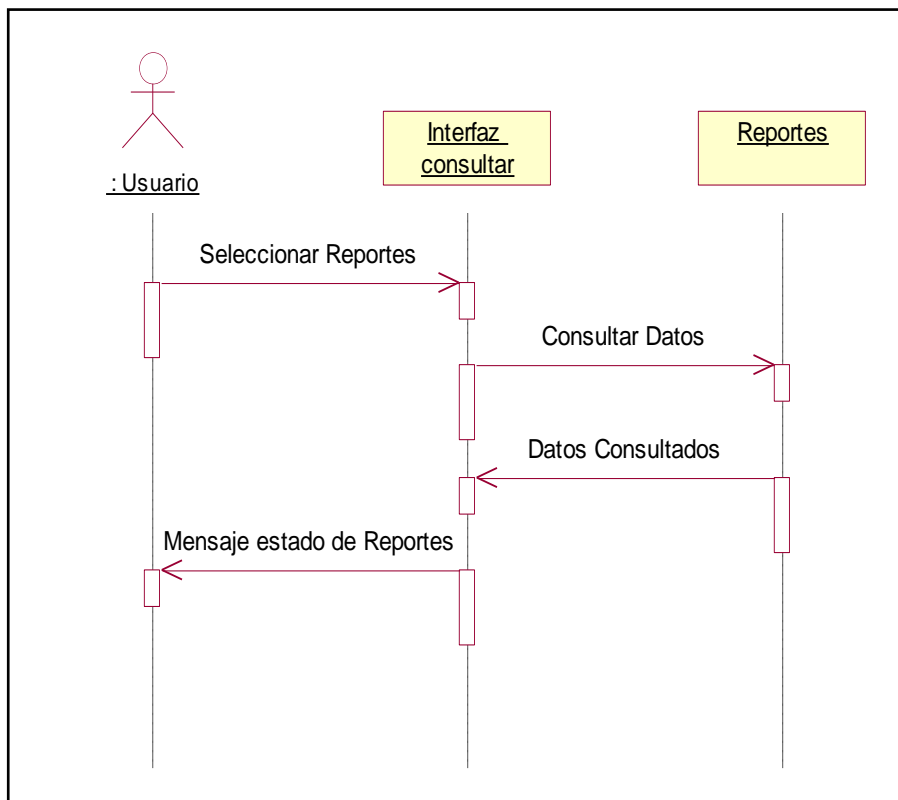 : Usuario
Interfaz
consultar
Reportes
Seleccionar Reportes
Consultar Datos
Datos Consultados
Mensaje estado de Reportes